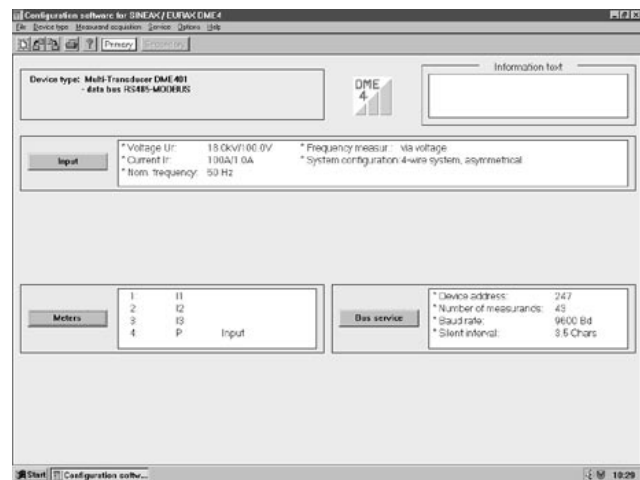 Configuration software for SINEAX / EURAX DME 4
File Device type Measurand acquisition Service Options Help
Primary Secondary
Information text
Device type: Multi-Transducer DME 401
- data bus RS485-MODBUS
DME
4
Input
* Voltage Ur: 18.0kV/100.0V * Frequency measur.: via voltage
* Current Ir: 100A/1.0A * System configuration: 4-wire system, asymmetrical
* Nom. frequency: 50 Hz
Meters
1: I1
2: I2
3: I3
4: P Input
Bus service
* Device address: 247
* Number of measurands: 43
* Baud rate: 9600 Bd
* Silent interval: 3.5 Chars
Start Configuration softw... 10:29